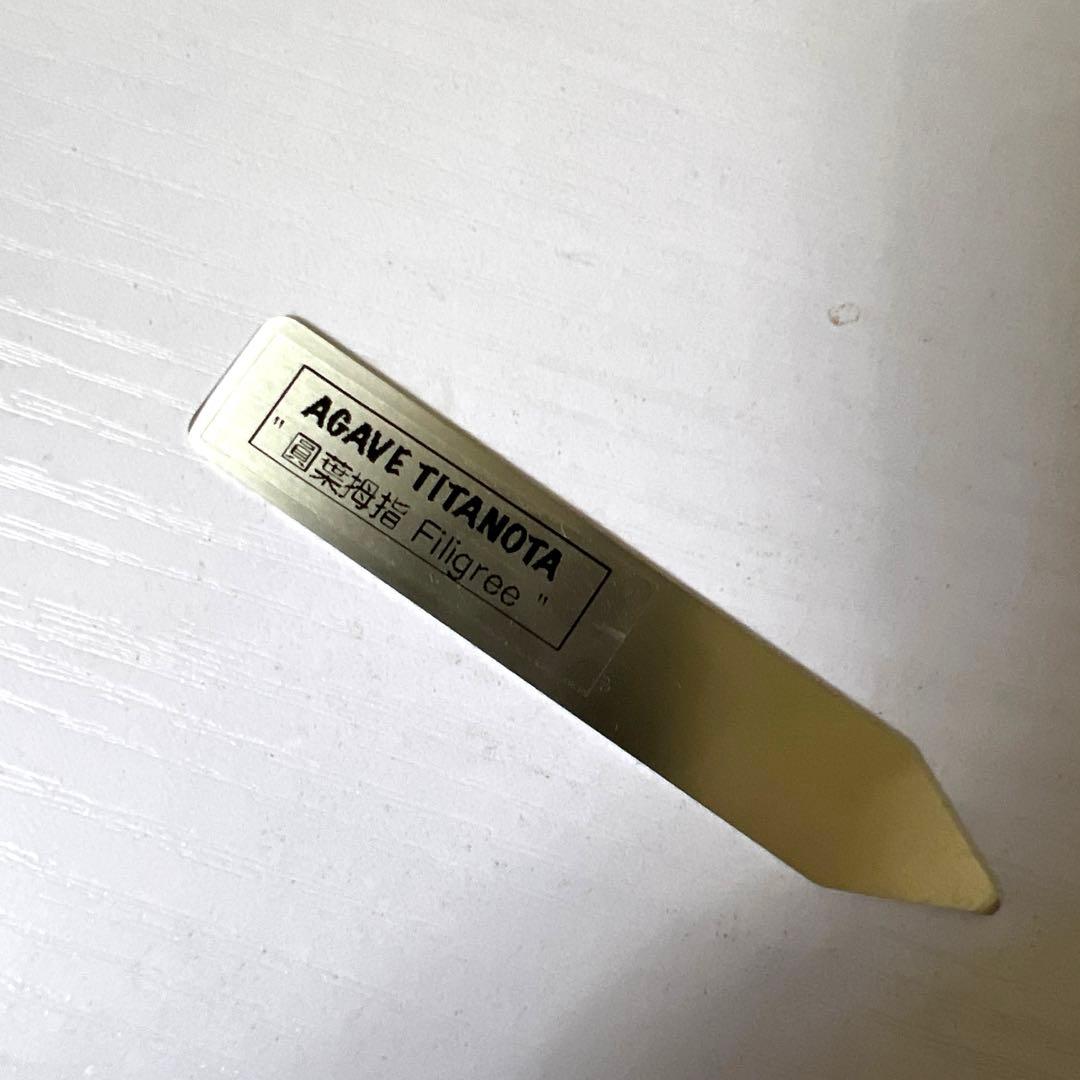 AGAVE TITANOTA
" 圓葉拇指 Filigree "